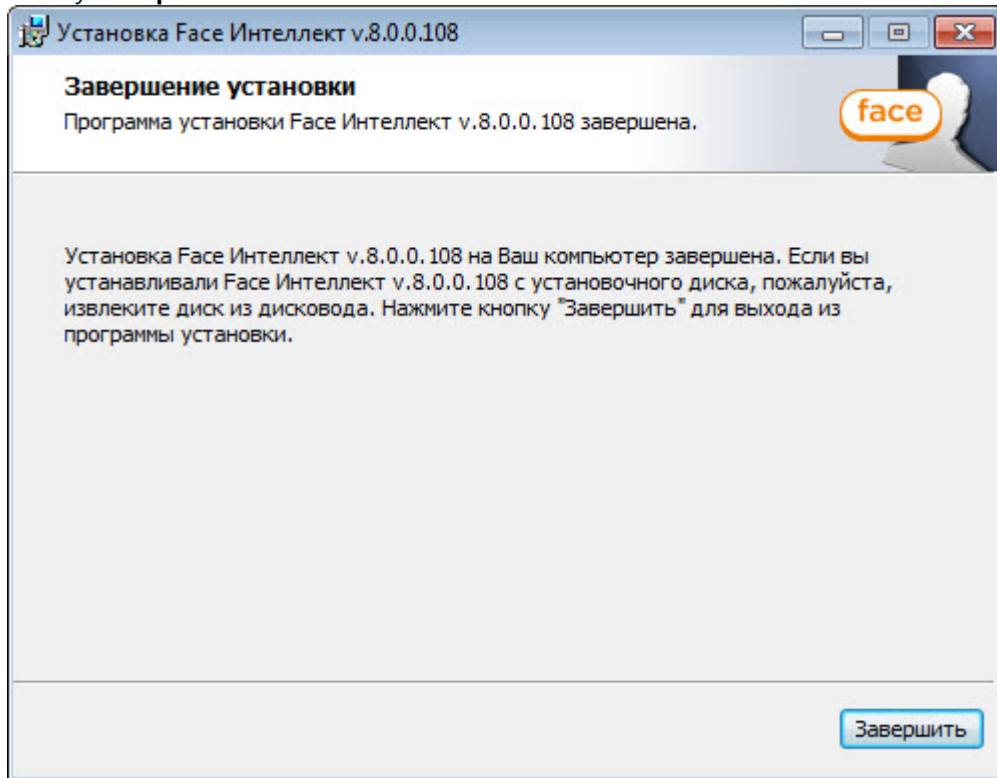 Установка Face Интеллект v.8.0.0.108
Завершение установки
Программа установки Face Интеллект v.8.0.0.108 завершена.
face
Установка Face Интеллект v.8.0.0.108 на Ваш компьютер завершена. Если вы
устанавливали Face Интеллект v.8.0.0.108 с установочного диска, пожалуйста,
извлеките диск из дисковода. Нажмите кнопку "Завершить" для выхода из
программы установки.
Завершить